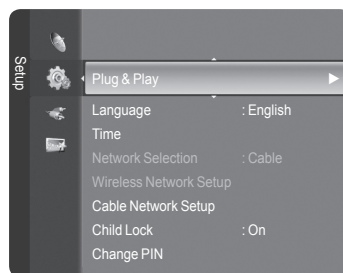 Setup
Plug & Play
Language : English
Time
Network Selection : Cable
Wireless Network Setup
Cable Network Setup
Child Lock : On
Change PIN